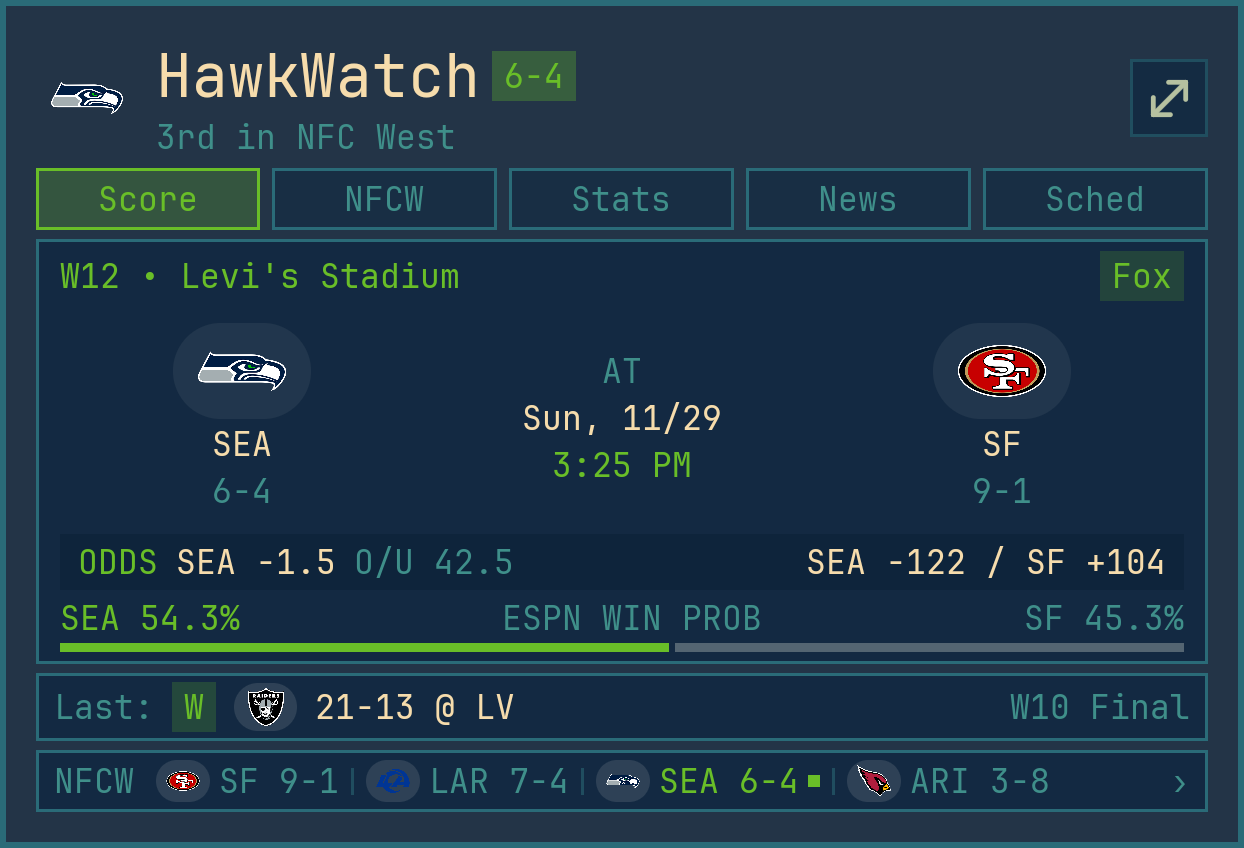 HawkWatch 6-4
3rd in NFC West
Score NFCW Stats News Sched
W12 • Levi's Stadium Fox
AT
Sun, 11/29
3:25 PM
SEA SF
6-4 9-1
ODDS SEA -1.5 O/U 42.5 SEA -122 / SF +104
SEA 54.3% ESPN WIN PROB SF 45.3%
Last: W RAIDERS 21-13 @ LV W10 Final
NFCW SF 9-1 | LAR 7-4 | SEA 6-4 | ARI 3-8 ›